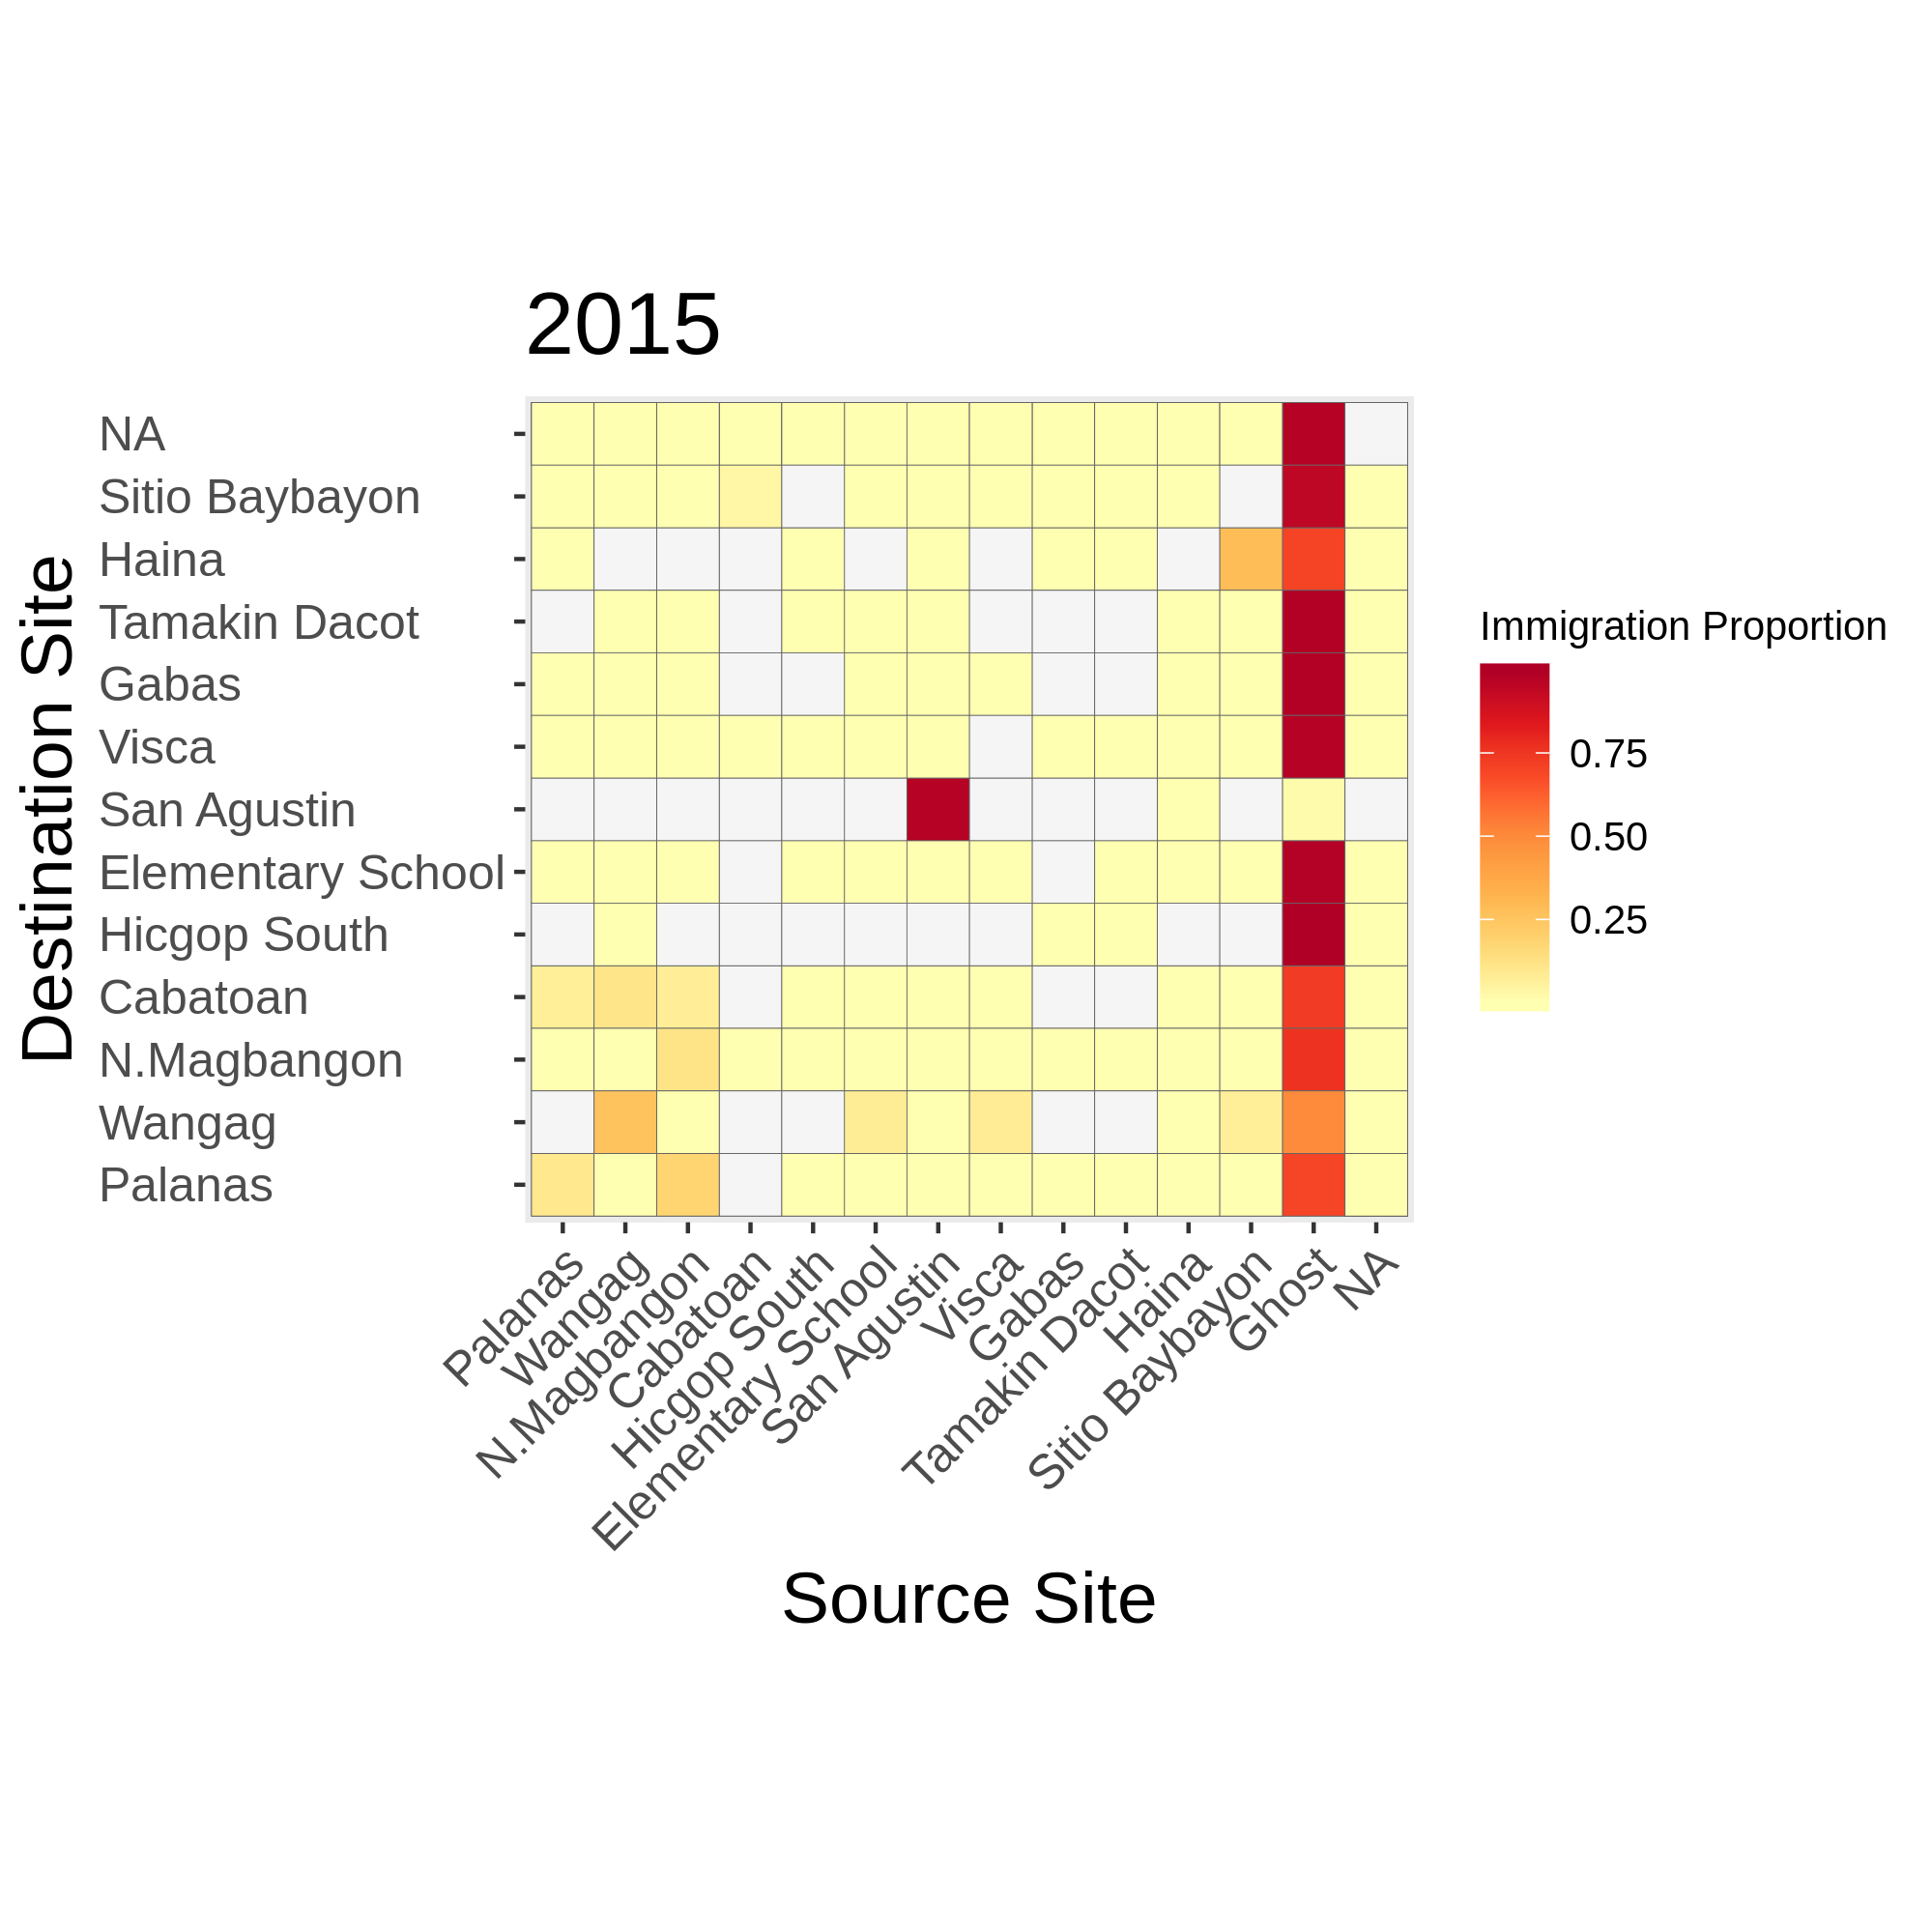 2015
Destination Site
NA
Sitio Baybayon
Haina
Tamakin Dacot
Gabas
Visca
San Agustin
Elementary School
Hicgop South
Cabatoan
N.Magbangon
Wangag
Palanas
Palanas
Wangag
N.Magbangon
Cabatoan
Hicgop South
Elementary School
San Agustin
Visca
Gabas
Tamakin Dacot
Haina
Sitio Baybayon
Ghost
NA
Source Site
Immigration Proportion
0.75
0.50
0.25